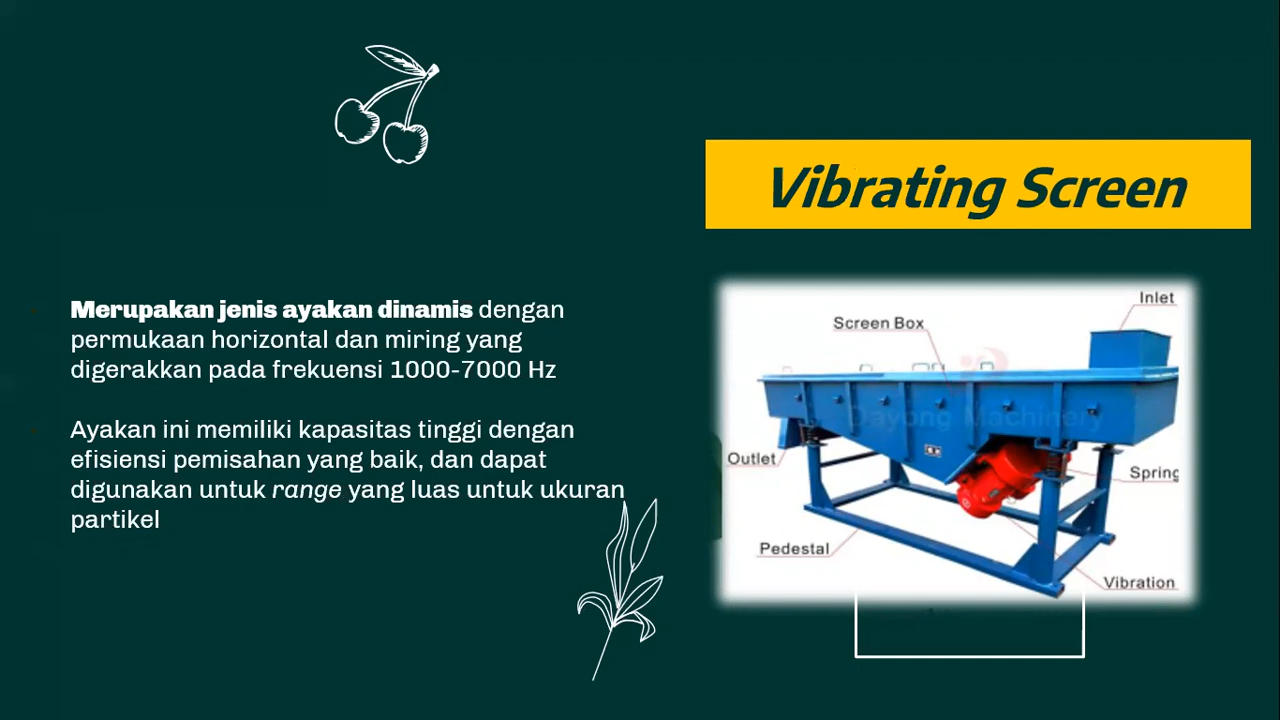 Vibrating Screen
Merupakan jenis ayakan dinamis dengan
permukaan horizontal dan miring yang
digerakkan pada frekuensi 1000-7000 Hz
Ayakan ini memiliki kapasitas tinggi dengan
efisiensi pemisahan yang baik, dan dapat
digunakan untuk range yang luas untuk ukuran
partikel
Inlet
Screen Box
Dayong Machinery
Outlet
Spring
Pedestal
Vibration